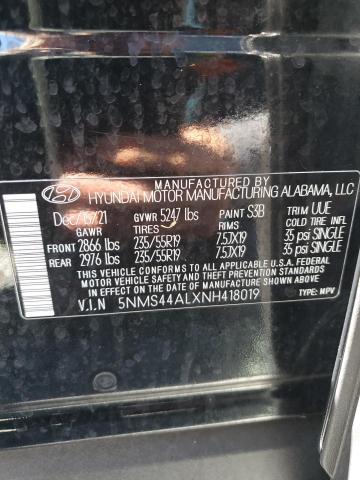 MANUFACTURED BY
HYUNDAI MOTOR MANUFACTURING ALABAMA, LLC
Dec/15/21 GVWR 5247 lbs PAINT S3B TRIM UUE
GAWR TIRES RIMS COLD TIRE INFL
FRONT 2866 lbs 235/55R19 7.5JX19 35 psi SINGLE
REAR 2976 lbs 235/55R19 7.5JX19 35 psi SINGLE
THIS VEHICLE CONFORMS TO ALL APPLICABLE U.S.A FEDERAL
MOTOR VEHICLE SAFETY AND THEFT PREVENTION STANDARDS
IN EFFECT ON THE DATE OF MANUFACTURE SHOWN ABOVE
V.I.N 5NMS44ALXNH418019 TYPE: MPV